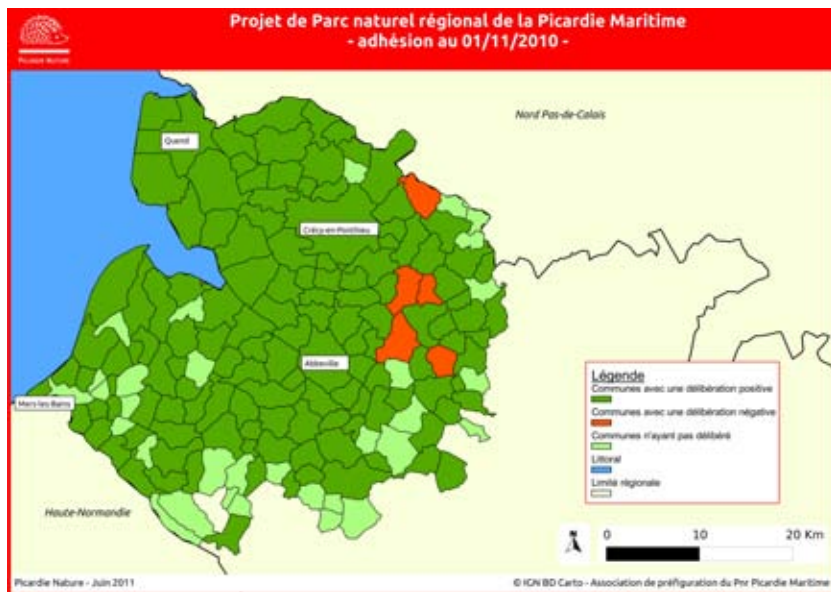 Projet de Parc naturel régional de la Picardie Maritime
- adhésion au 01/11/2010 -
PICARDIE NATURE
Nord Pas-de-Calais
Quend
Crécy-en-Ponthieu
Abbeville
Mers-les-Bains
Haute-Normandie
Légende
Communes avec une délibération positive
Communes avec une délibération négative
Communes n'ayant pas délibéré
Littoral
Limité régionale
N
0 10 20 Km
Picardie Nature - Juin 2011
© IGN BD Carto - Association de préfiguration du Pnr Picardie Maritime